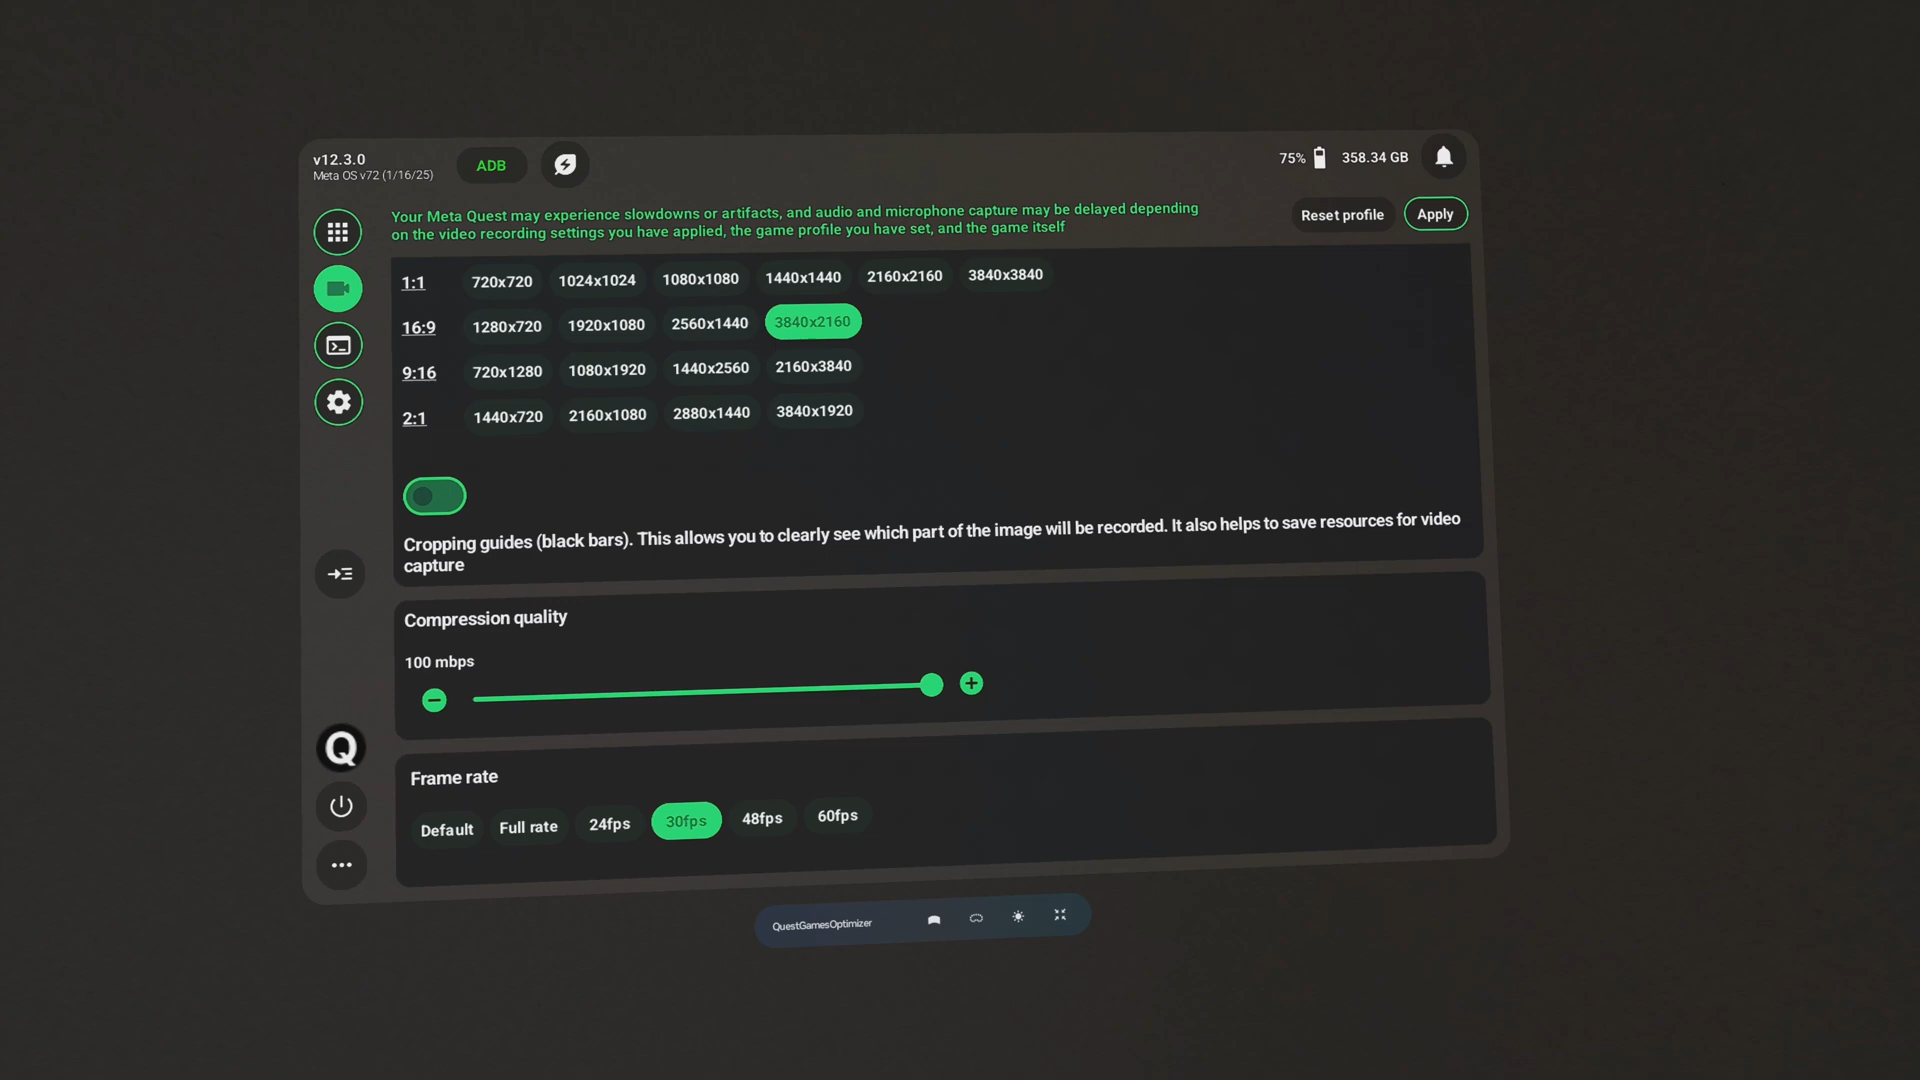 v12.3.0
Meta OS v72 (1/16/25)
ADB
75%
358.34 GB
Your Meta Quest may experience slowdowns or artifacts, and audio and microphone capture may be delayed depending
on the video recording settings you have applied, the game profile you have set, and the game itself
Reset profile
Apply
1:1 720x720 1024x1024 1080x1080 1440x1440 2160x2160 3840x3840
16:9 1280x720 1920x1080 2560x1440 3840x2160
9:16 720x1280 1080x1920 1440x2560 2160x3840
2:1 1440x720 2160x1080 2880x1440 3840x1920
Cropping guides (black bars). This allows you to clearly see which part of the image will be recorded. It also helps to save resources for video
capture
Compression quality
100 mbps
Q
Frame rate
Default Full rate 24fps 30fps 48fps 60fps
QuestGamesOptimizer